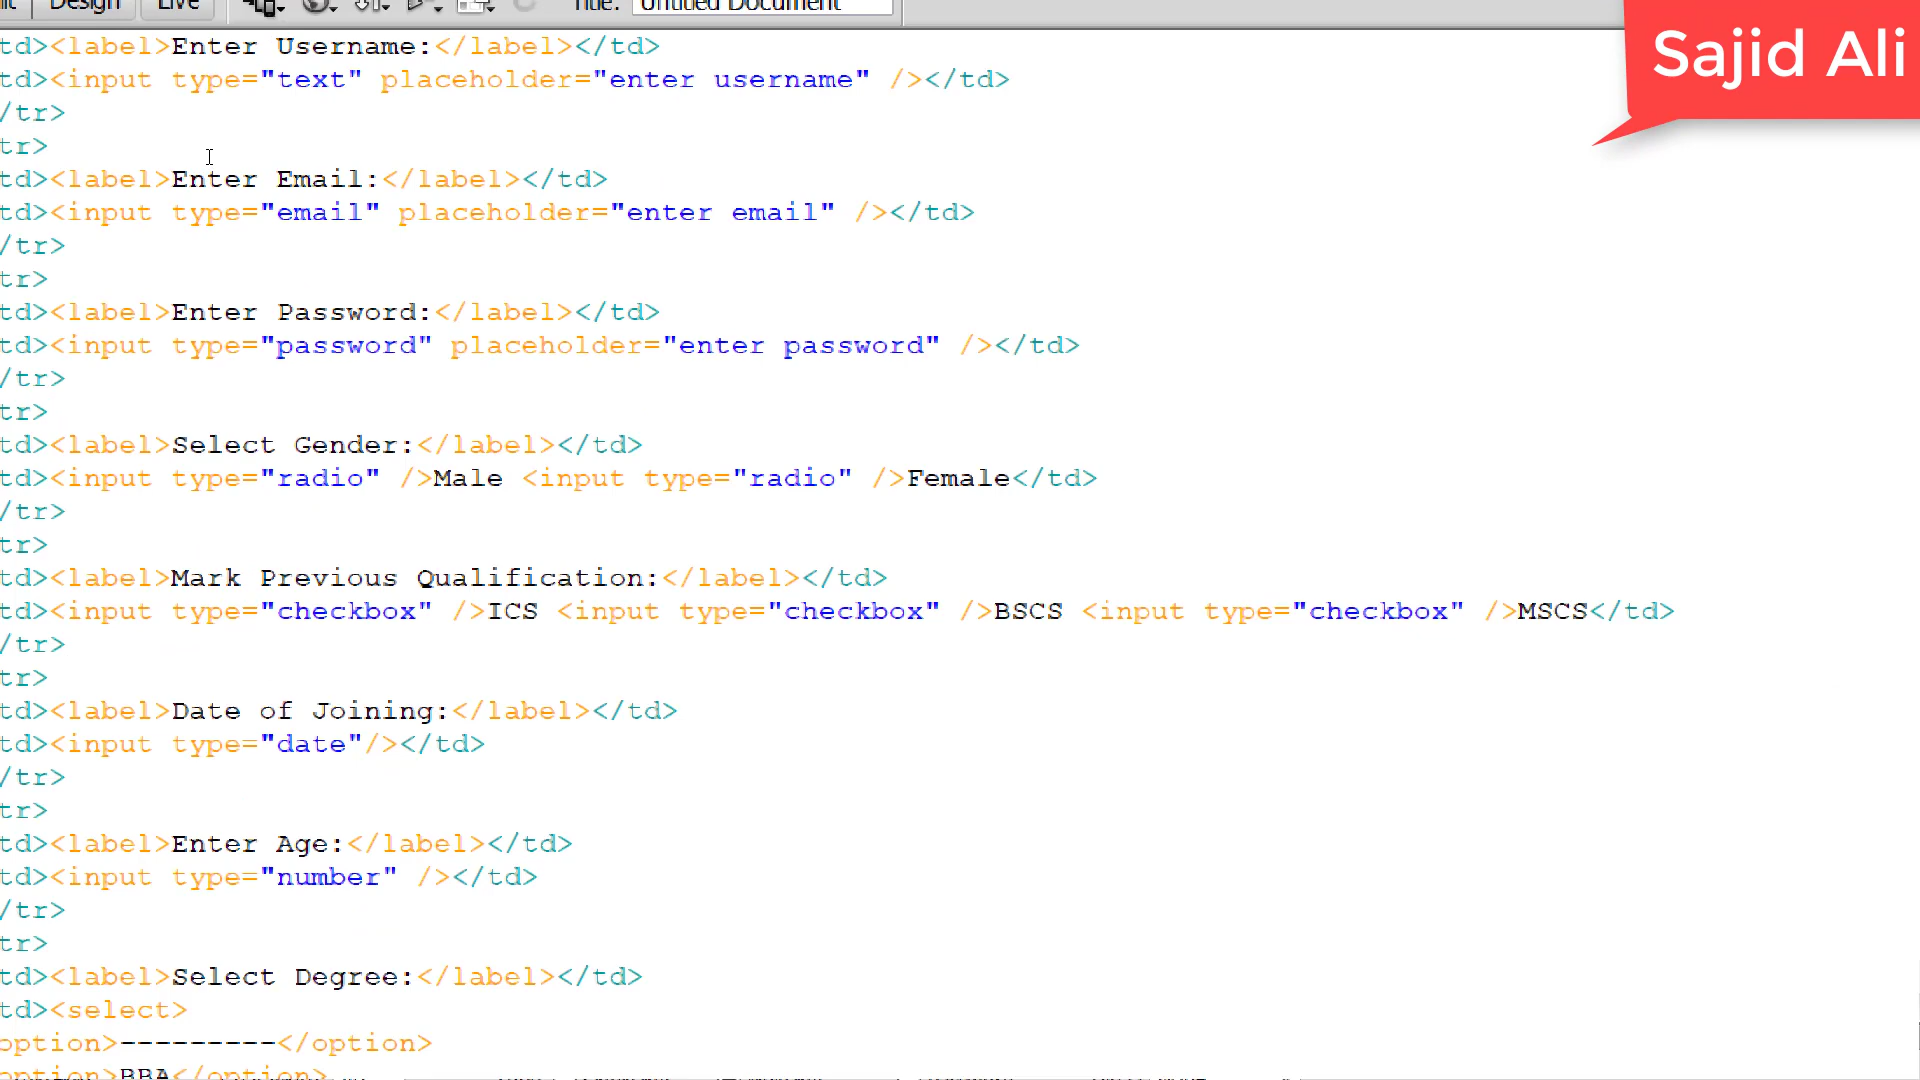 Design Live Title: Untitled Document
Sajid Ali
td><label>Enter Username:</label></td>
td><input type="text" placeholder="enter username" /></td>
/tr>
tr>
td><label>Enter Email:</label></td>
td><input type="email" placeholder="enter email" /></td>
/tr>
tr>
td><label>Enter Password:</label></td>
td><input type="password" placeholder="enter password" /></td>
/tr>
tr>
td><label>Select Gender:</label></td>
td><input type="radio" />Male <input type="radio" />Female</td>
/tr>
tr>
td><label>Mark Previous Qualification:</label></td>
td><input type="checkbox" />ICS <input type="checkbox" />BSCS <input type="checkbox" />MSCS</td>
/tr>
tr>
td><label>Date of Joining:</label></td>
td><input type="date"/></td>
/tr>
tr>
td><label>Enter Age:</label></td>
td><input type="number" /></td>
/tr>
tr>
td><label>Select Degree:</label></td>
td><select>
option>---------</option>
option>BBA</option>